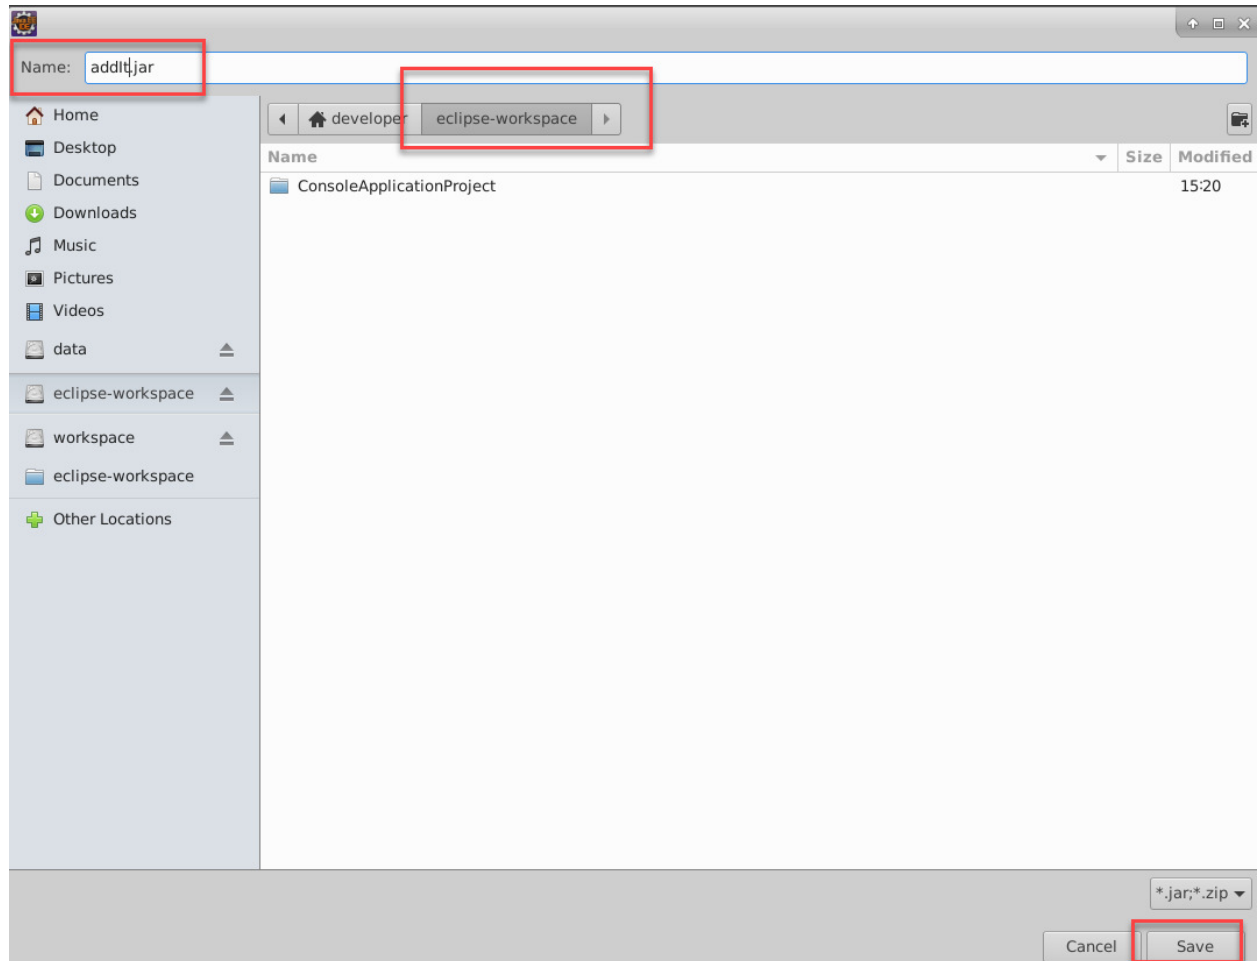 Name: addIt.jar
Home
Desktop
Documents
Downloads
Music
Pictures
Videos
data
eclipse-workspace
workspace
eclipse-workspace
Other Locations
developer eclipse-workspace
Name Size Modified
ConsoleApplicationProject 15:20
*.jar;*.zip
Cancel Save